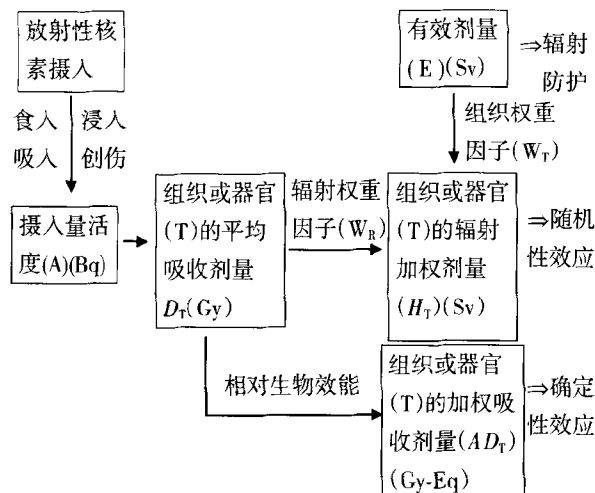 放射性核
素摄入
食入
浸入
吸入
创伤
摄入量活
度(A)(Bq)
组织或器官
(T)的平均
吸收剂量
D_T(Gy)
辐射权重
因子(W_R)
有效剂量
(E)(Sv)
⇒辐射
防护
组织权重
因子(W_T)
组织或器官
(T)的辐射
加权剂量
(H_T)(Sv)
⇒随机
性效应
相对生物效能
组织或器官
(T)的加权吸
收剂量(AD_T)
(Gy-Eq)
⇒确定
性效应